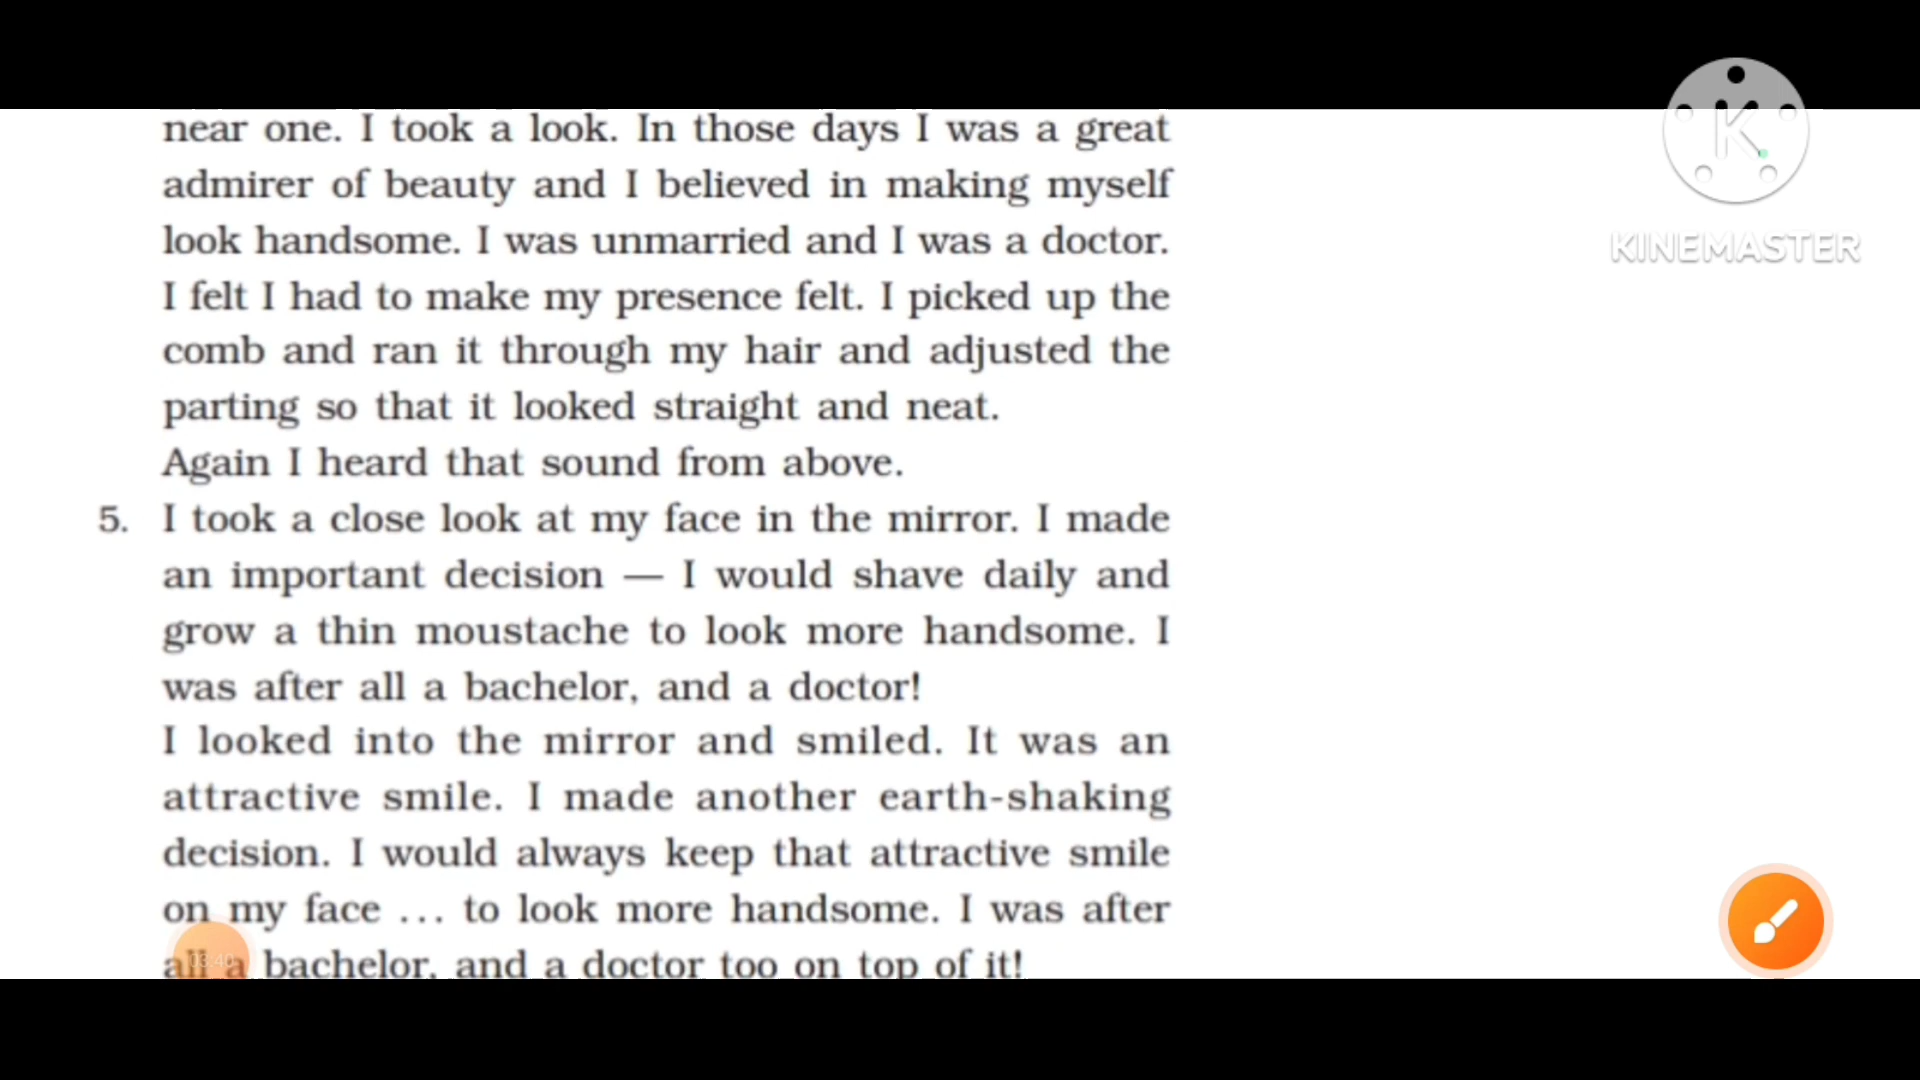 near one. I took a look. In those days I was a great
admirer of beauty and I believed in making myself
look handsome. I was unmarried and I was a doctor.
I felt I had to make my presence felt. I picked up the
comb and ran it through my hair and adjusted the
parting so that it looked straight and neat.
Again I heard that sound from above.
5. I took a close look at my face in the mirror. I made
an important decision — I would shave daily and
grow a thin moustache to look more handsome. I
was after all a bachelor, and a doctor!
I looked into the mirror and smiled. It was an
attractive smile. I made another earth-shaking
decision. I would always keep that attractive smile
on my face ... to look more handsome. I was after
all a bachelor, and a doctor too on top of it!
03:40
K
KINEMASTER